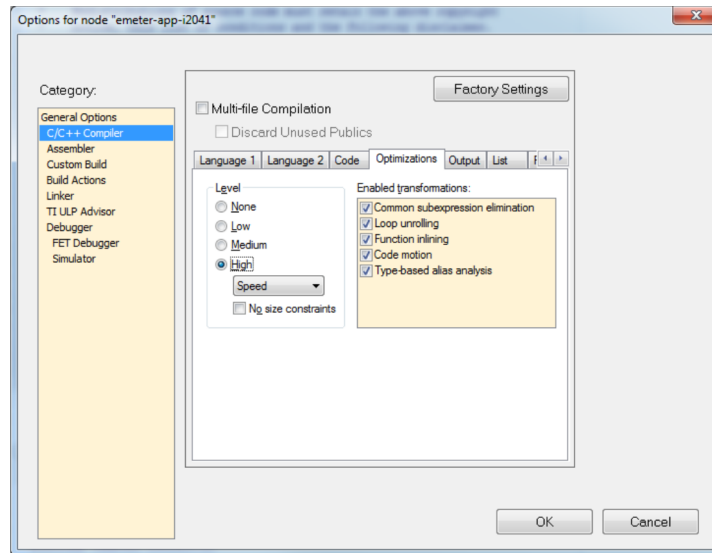 Options for node "emeter-app-i2041"
Category:
General Options
C/C++ Compiler
Assembler
Custom Build
Build Actions
Linker
TI ULP Advisor
Debugger
FET Debugger
Simulator
Factory Settings
Multi-file Compilation
Discard Unused Publics
Language 1 Language 2 Code Optimizations Output List
Level
None
Low
Medium
High
Speed
No size constraints
Enabled transformations:
Common subexpression elimination
Loop unrolling
Function inlining
Code motion
Type-based alias analysis
OK Cancel